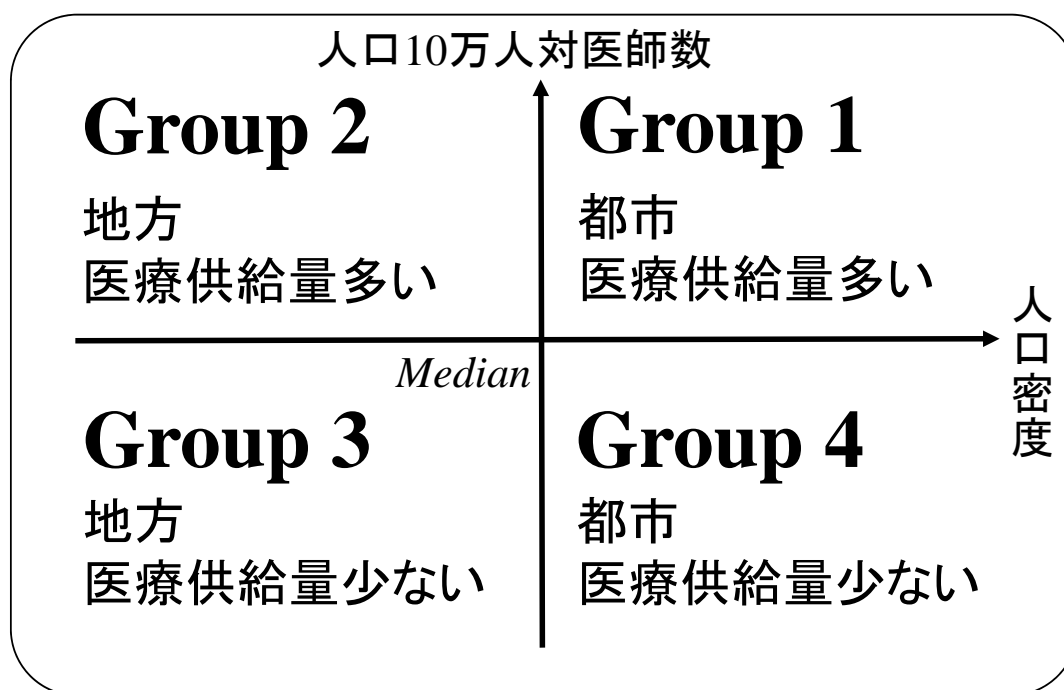 人口10万人対医師数
Group 2
地方
医療供給量多い
Group 1
都市
医療供給量多い
人口密度
Median
Group 3
地方
医療供給量少ない
Group 4
都市
医療供給量少ない